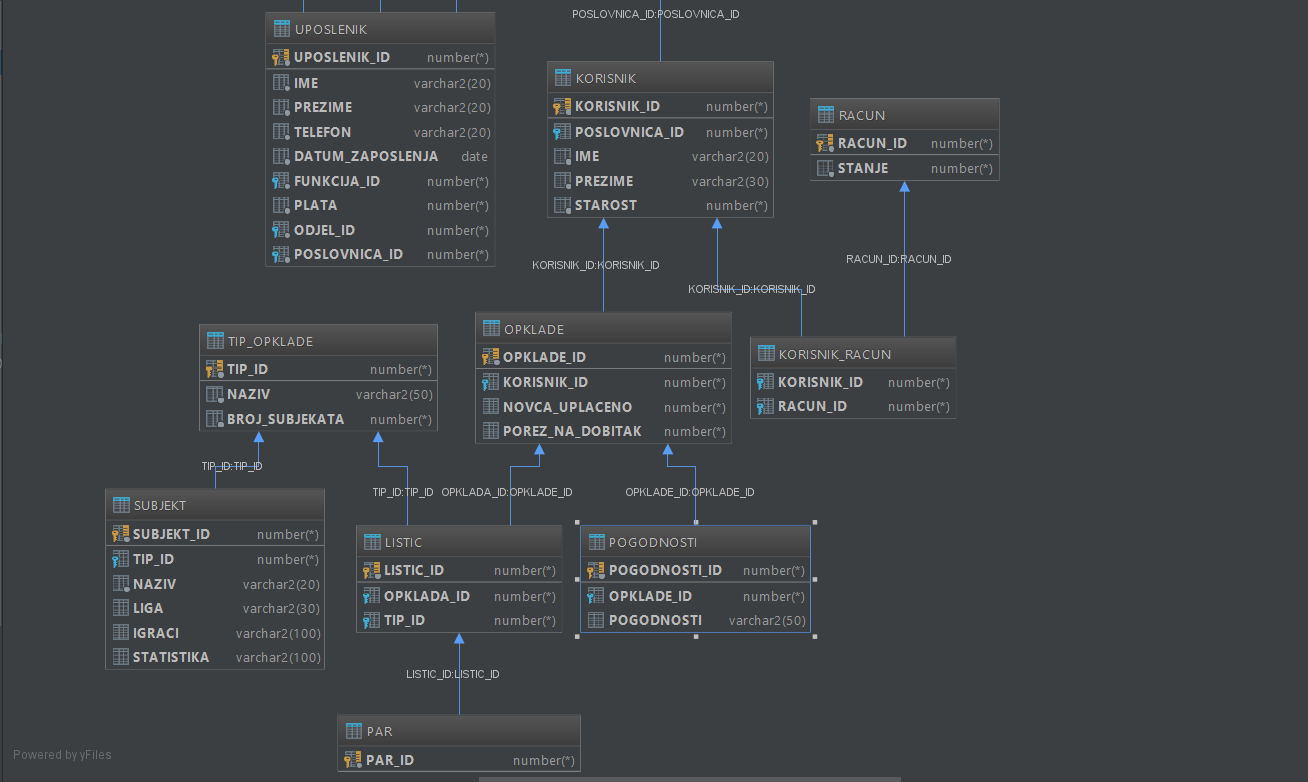 POSLOVNICA_ID:POSLOVNICA_ID
UPOSLENIK
UPOSLENIK_ID number(*)
IME varchar2(20)
PREZIME varchar2(20)
TELEFON varchar2(20)
DATUM_ZAPOSLENJA date
FUNKCIJA_ID number(*)
PLATA number(*)
ODJEL_ID number(*)
POSLOVNICA_ID number(*)
KORISNIK
KORISNIK_ID number(*)
POSLOVNICA_ID number(*)
IME varchar2(20)
PREZIME varchar2(30)
STAROST number(*)
RACUN
RACUN_ID number(*)
STANJE number(*)
KORISNIK_ID:KORISNIK_ID
KORISNIK_ID:KORISNIK_ID
RACUN_ID:RACUN_ID
TIP_OPKLADE
TIP_ID number(*)
NAZIV varchar2(50)
BROJ_SUBJEKATA number(*)
OPKLADE
OPKLADE_ID number(*)
KORISNIK_ID number(*)
NOVCA_UPLACENO number(*)
POREZ_NA_DOBITAK number(*)
KORISNIK_RACUN
KORISNIK_ID number(*)
RACUN_ID number(*)
TIP_ID:TIP_ID
TIP_ID:TIP_ID
OPKLADA_ID:OPKLADE_ID
OPKLADE_ID:OPKLADE_ID
SUBJEKT
SUBJEKT_ID number(*)
TIP_ID number(*)
NAZIV varchar2(20)
LIGA varchar2(30)
IGRACI varchar2(100)
STATISTIKA varchar2(100)
LISTIC
LISTIC_ID number(*)
OPKLADA_ID number(*)
TIP_ID number(*)
POGODNOSTI
POGODNOSTI_ID number(*)
OPKLADE_ID number(*)
POGODNOSTI varchar2(50)
LISTIC_ID:LISTIC_ID
PAR
PAR_ID number(*)
Powered by yFiles